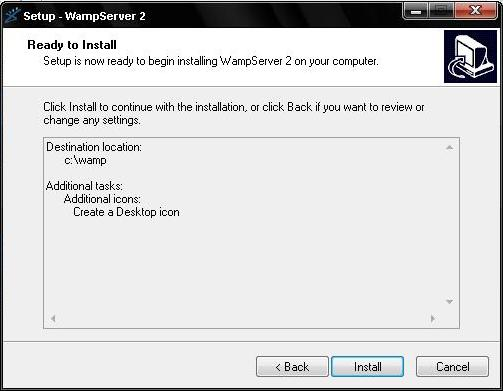 Setup - WampServer 2
Ready to Install
Setup is now ready to begin installing WampServer 2 on your computer.
Click Install to continue with the installation, or click Back if you want to review or
change any settings.
Destination location:
c:\wamp
Additional tasks:
Additional icons:
Create a Desktop icon
< Back
Install
Cancel